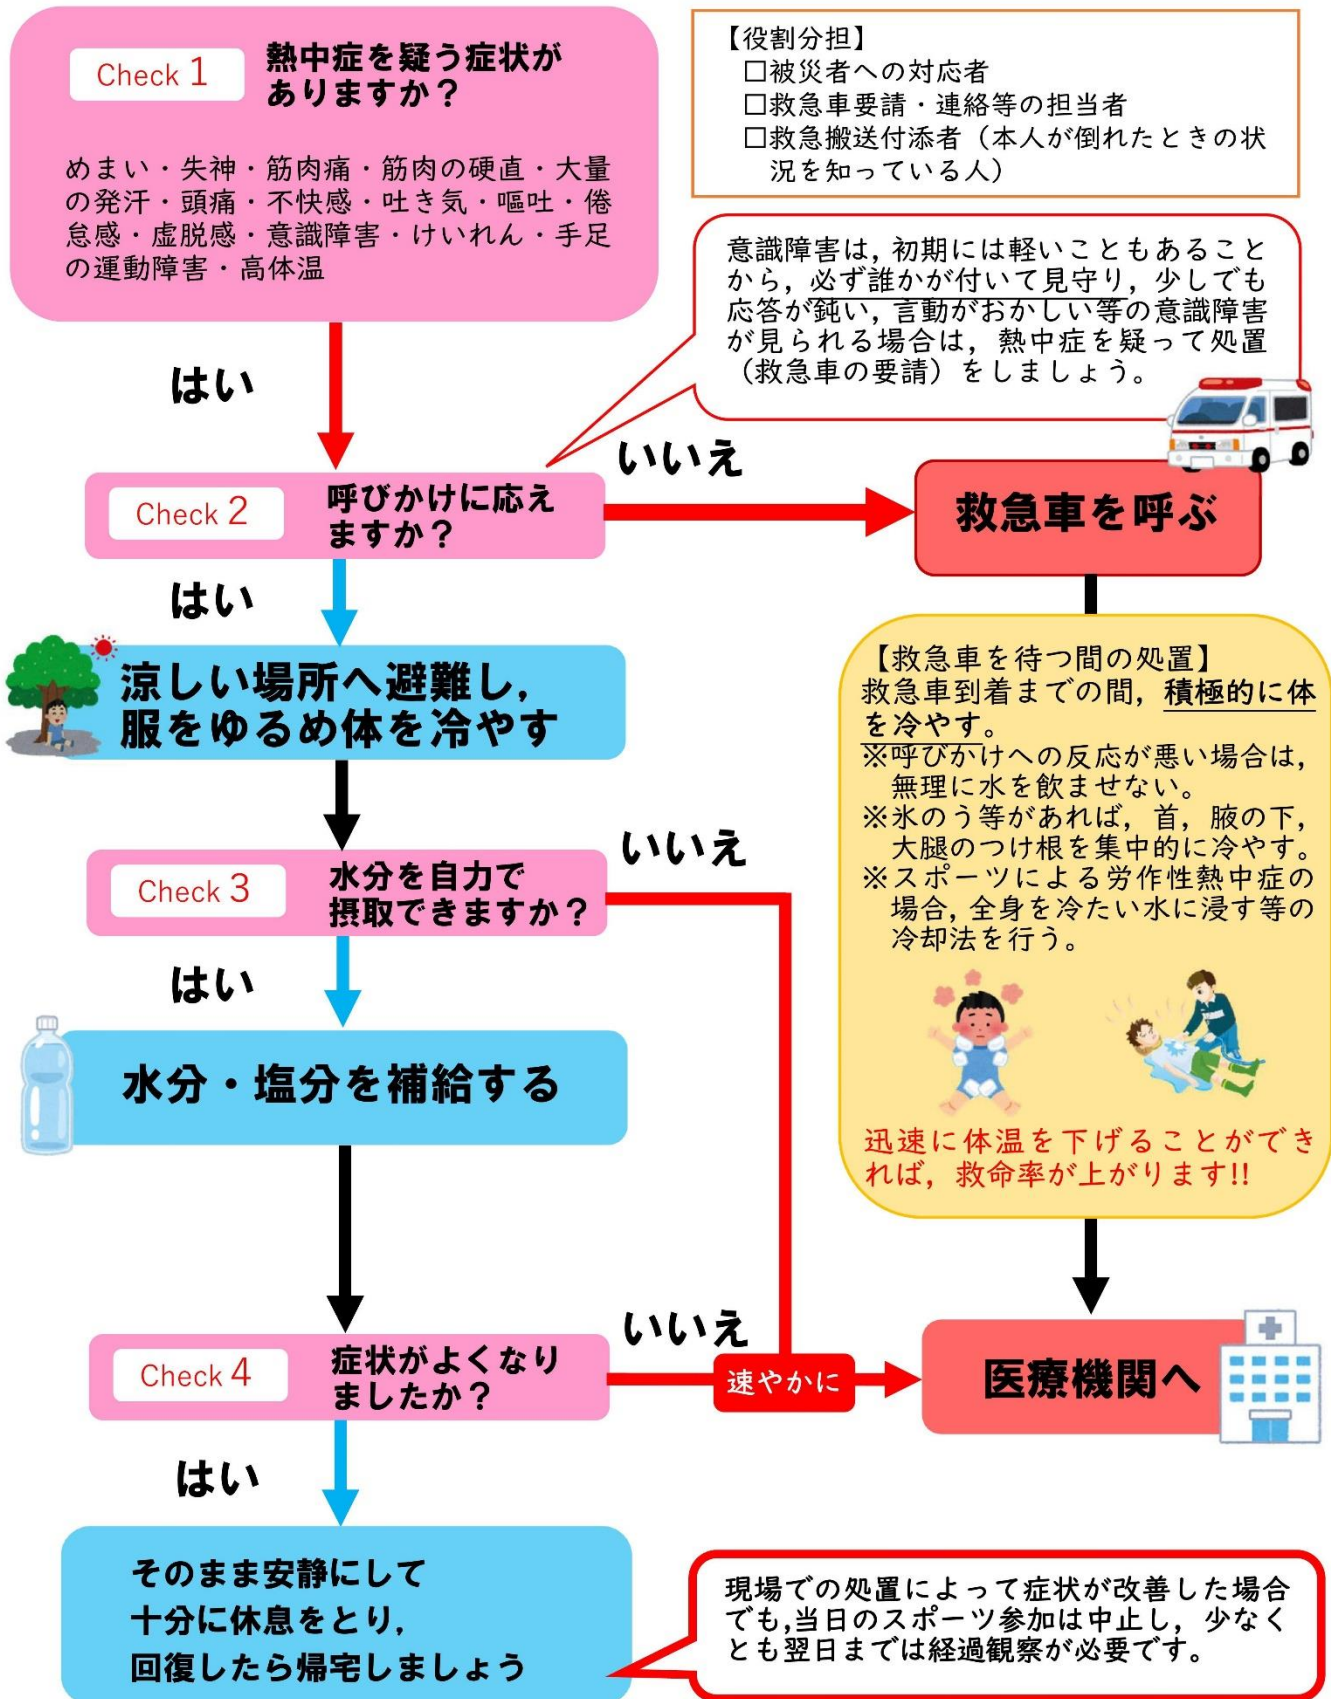 Check 1
熱中症を疑う症状が
ありますか？
めまい・失神・筋肉痛・筋肉の硬直・大量
の発汗・頭痛・不快感・吐き気・嘔吐・倦
怠感・虚脱感・意識障害・けいれん・手足
の運動障害・高体温
【役割分担】
□被災者への対応者
□救急車要請・連絡等の担当者
□救急搬送付添者（本人が倒れたときの状
況を知っている人）
意識障害は，初期には軽いこともあること
から，必ず誰かが付いて見守り，少しでも
応答が鈍い，言動がおかしい等の意識障害
が見られる場合は，熱中症を疑って処置
（救急車の要請）をしましょう。
はい
Check 2
呼びかけに応え
ますか？
いいえ
救急車を呼ぶ
はい
涼しい場所へ避難し，
服をゆるめ体を冷やす
【救急車を待つ間の処置】
救急車到着までの間，積極的に体
を冷やす。
※呼びかけへの反応が悪い場合は，
無理に水を飲ませない。
※氷のう等があれば，首，腋の下，
大腿のつけ根を集中的に冷やす。
※スポーツによる労作性熱中症の
場合，全身を冷たい水に浸す等の
冷却法を行う。
迅速に体温を下げることができ
れば，救命率が上がります!!
Check 3
水分を自力で
摂取できますか？
いいえ
はい
水分・塩分を補給する
Check 4
症状がよくなり
ましたか？
いいえ
速やかに
医療機関へ
はい
そのまま安静にして
十分に休息をとり，
回復したら帰宅しましょう
現場での処置によって症状が改善した場合
でも，当日のスポーツ参加は中止し，少なく
とも翌日までは経過観察が必要です。